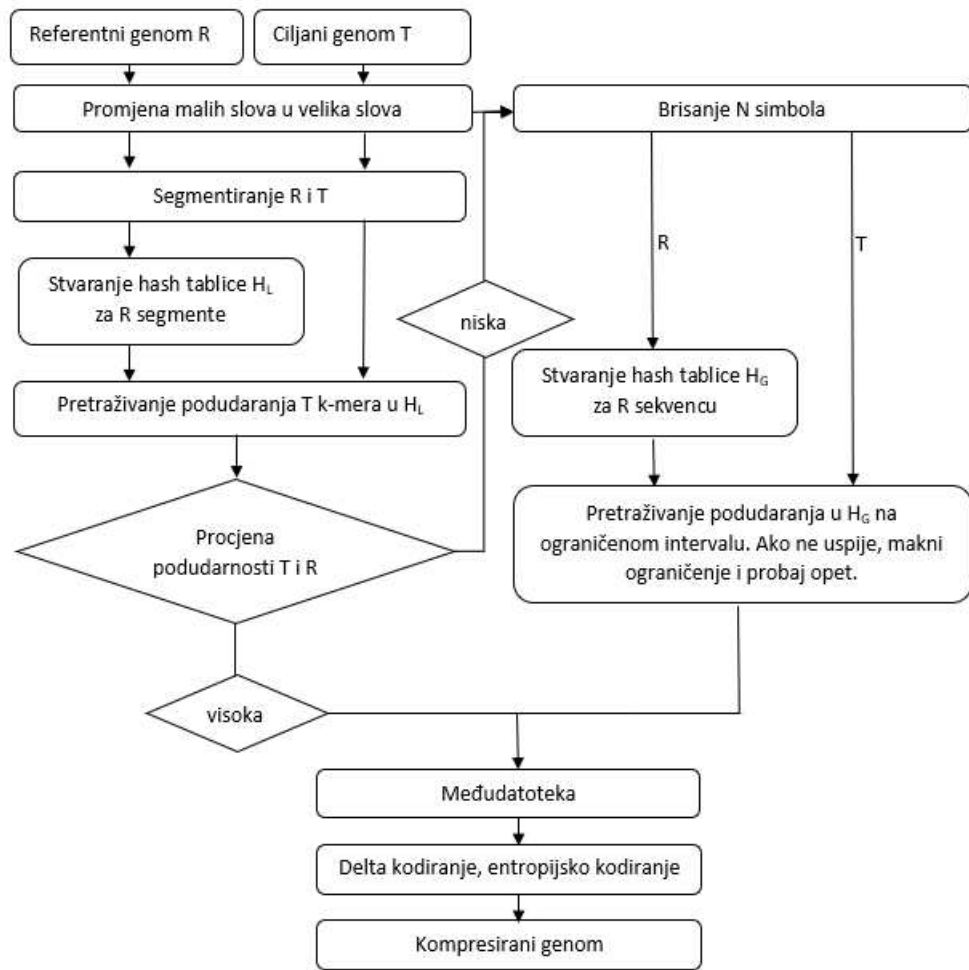 Referentni genom R
Ciljani genom T
Promjena malih slova u velika slova
Brisanje N simbola
Segmentiranje R i T
R
T
Stvaranje hash tablice H_L
za R segmente
niska
Stvaranje hash tablice H_G
za R sekvencu
Pretraživanje podudaranja T k-mera u H_L
Procjena
podudarnosti T i R
Pretraživanje podudaranja u H_G na
ograničenom intervalu. Ako ne uspije, makni
ograničenje i probaj opet.
visoka
Međudatoteka
Delta kodiranje, entropijsko kodiranje
Kompresirani genom